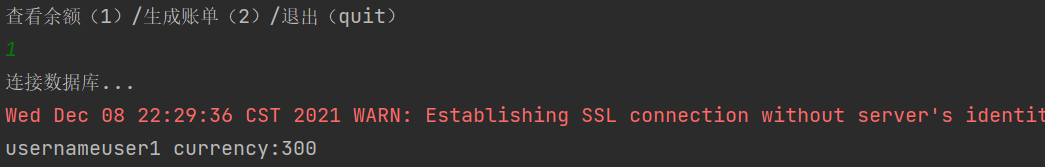 查看余额（1）/生成账单（2）/退出（quit）
1
连接数据库...
Wed Dec 08 22:29:36 CST 2021 WARN: Establishing SSL connection without server's identit
usernameuser1 currency:300